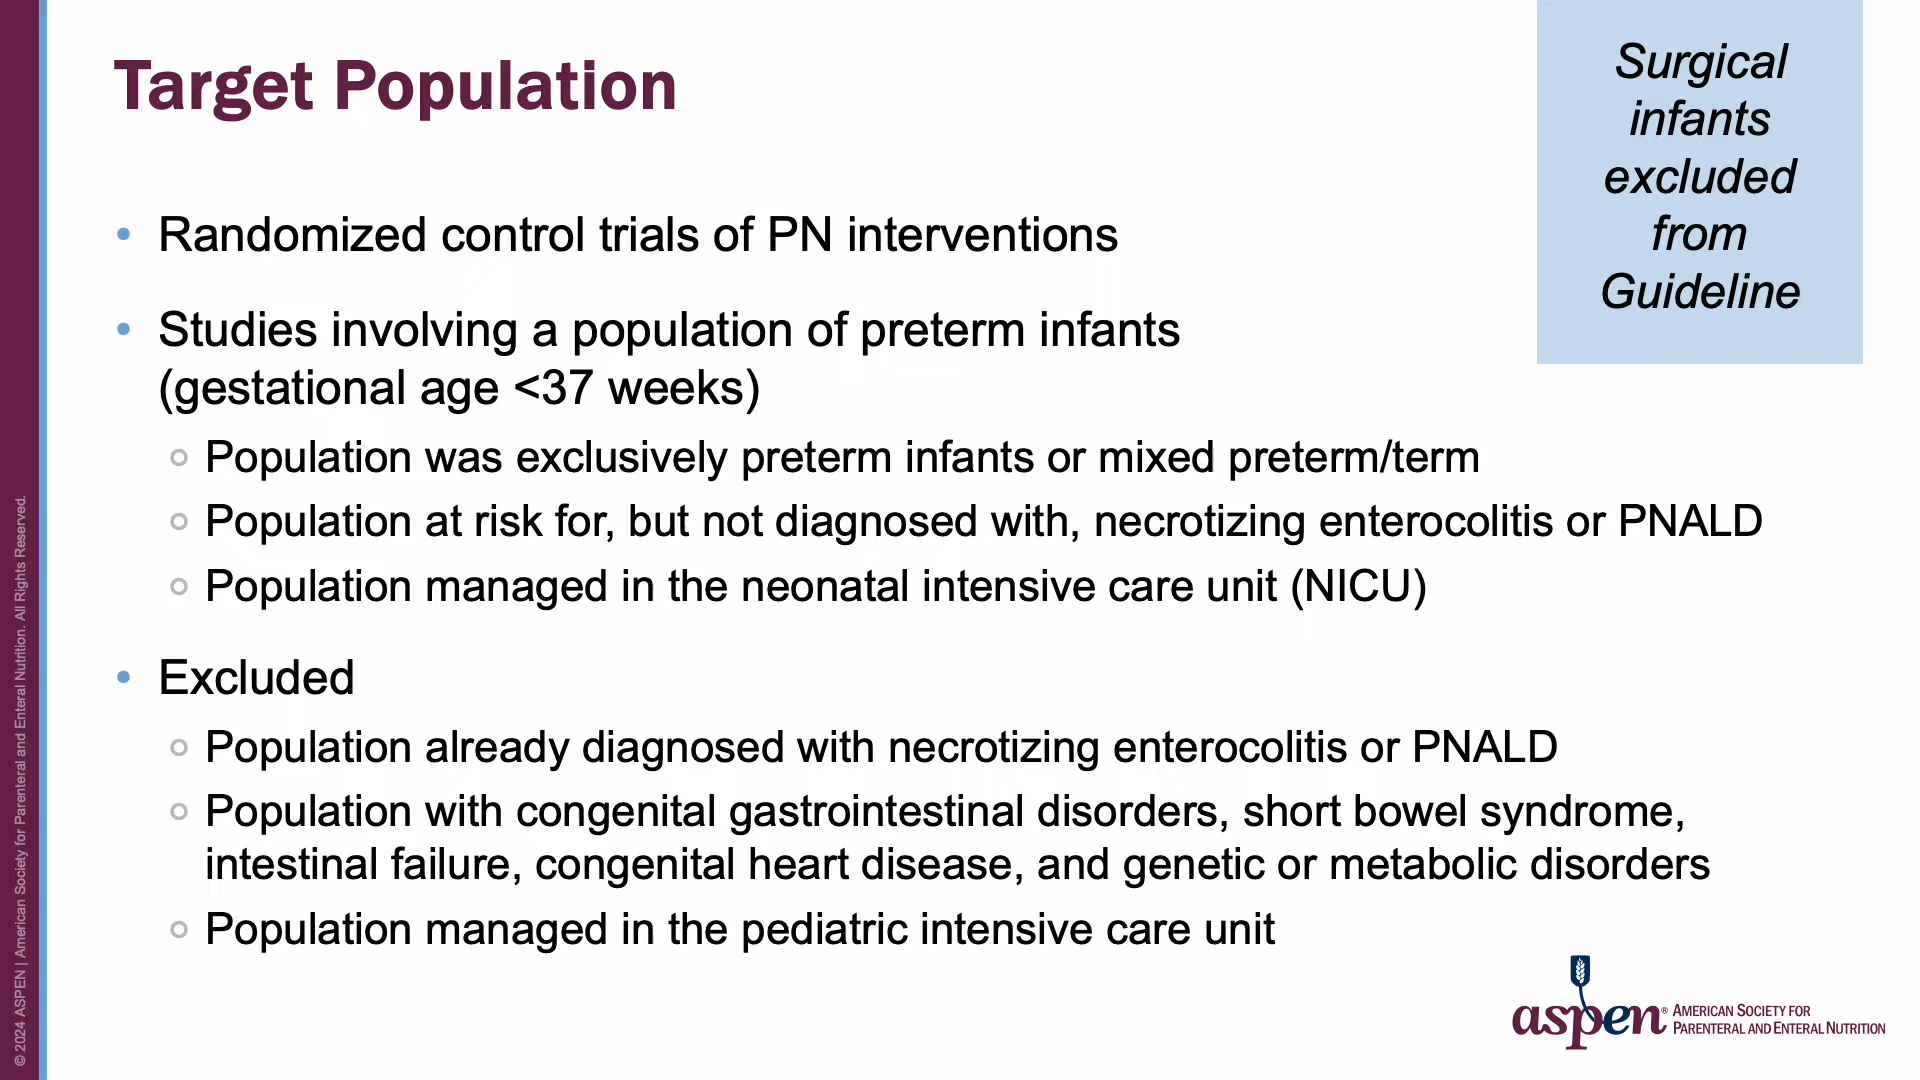 Target Population
Surgical
infants
excluded
from
Guideline
• Randomized control trials of PN interventions
• Studies involving a population of preterm infants
(gestational age <37 weeks)
○ Population was exclusively preterm infants or mixed preterm/term
○ Population at risk for, but not diagnosed with, necrotizing enterocolitis or PNALD
○ Population managed in the neonatal intensive care unit (NICU)
• Excluded
○ Population already diagnosed with necrotizing enterocolitis or PNALD
○ Population with congenital gastrointestinal disorders, short bowel syndrome,
intestinal failure, congenital heart disease, and genetic or metabolic disorders
○ Population managed in the pediatric intensive care unit
© 2024 ASPEN | American Society for Parenteral and Enteral Nutrition. All Rights Reserved.
aspen®
AMERICAN SOCIETY FOR
PARENTERAL AND ENTERAL NUTRITION